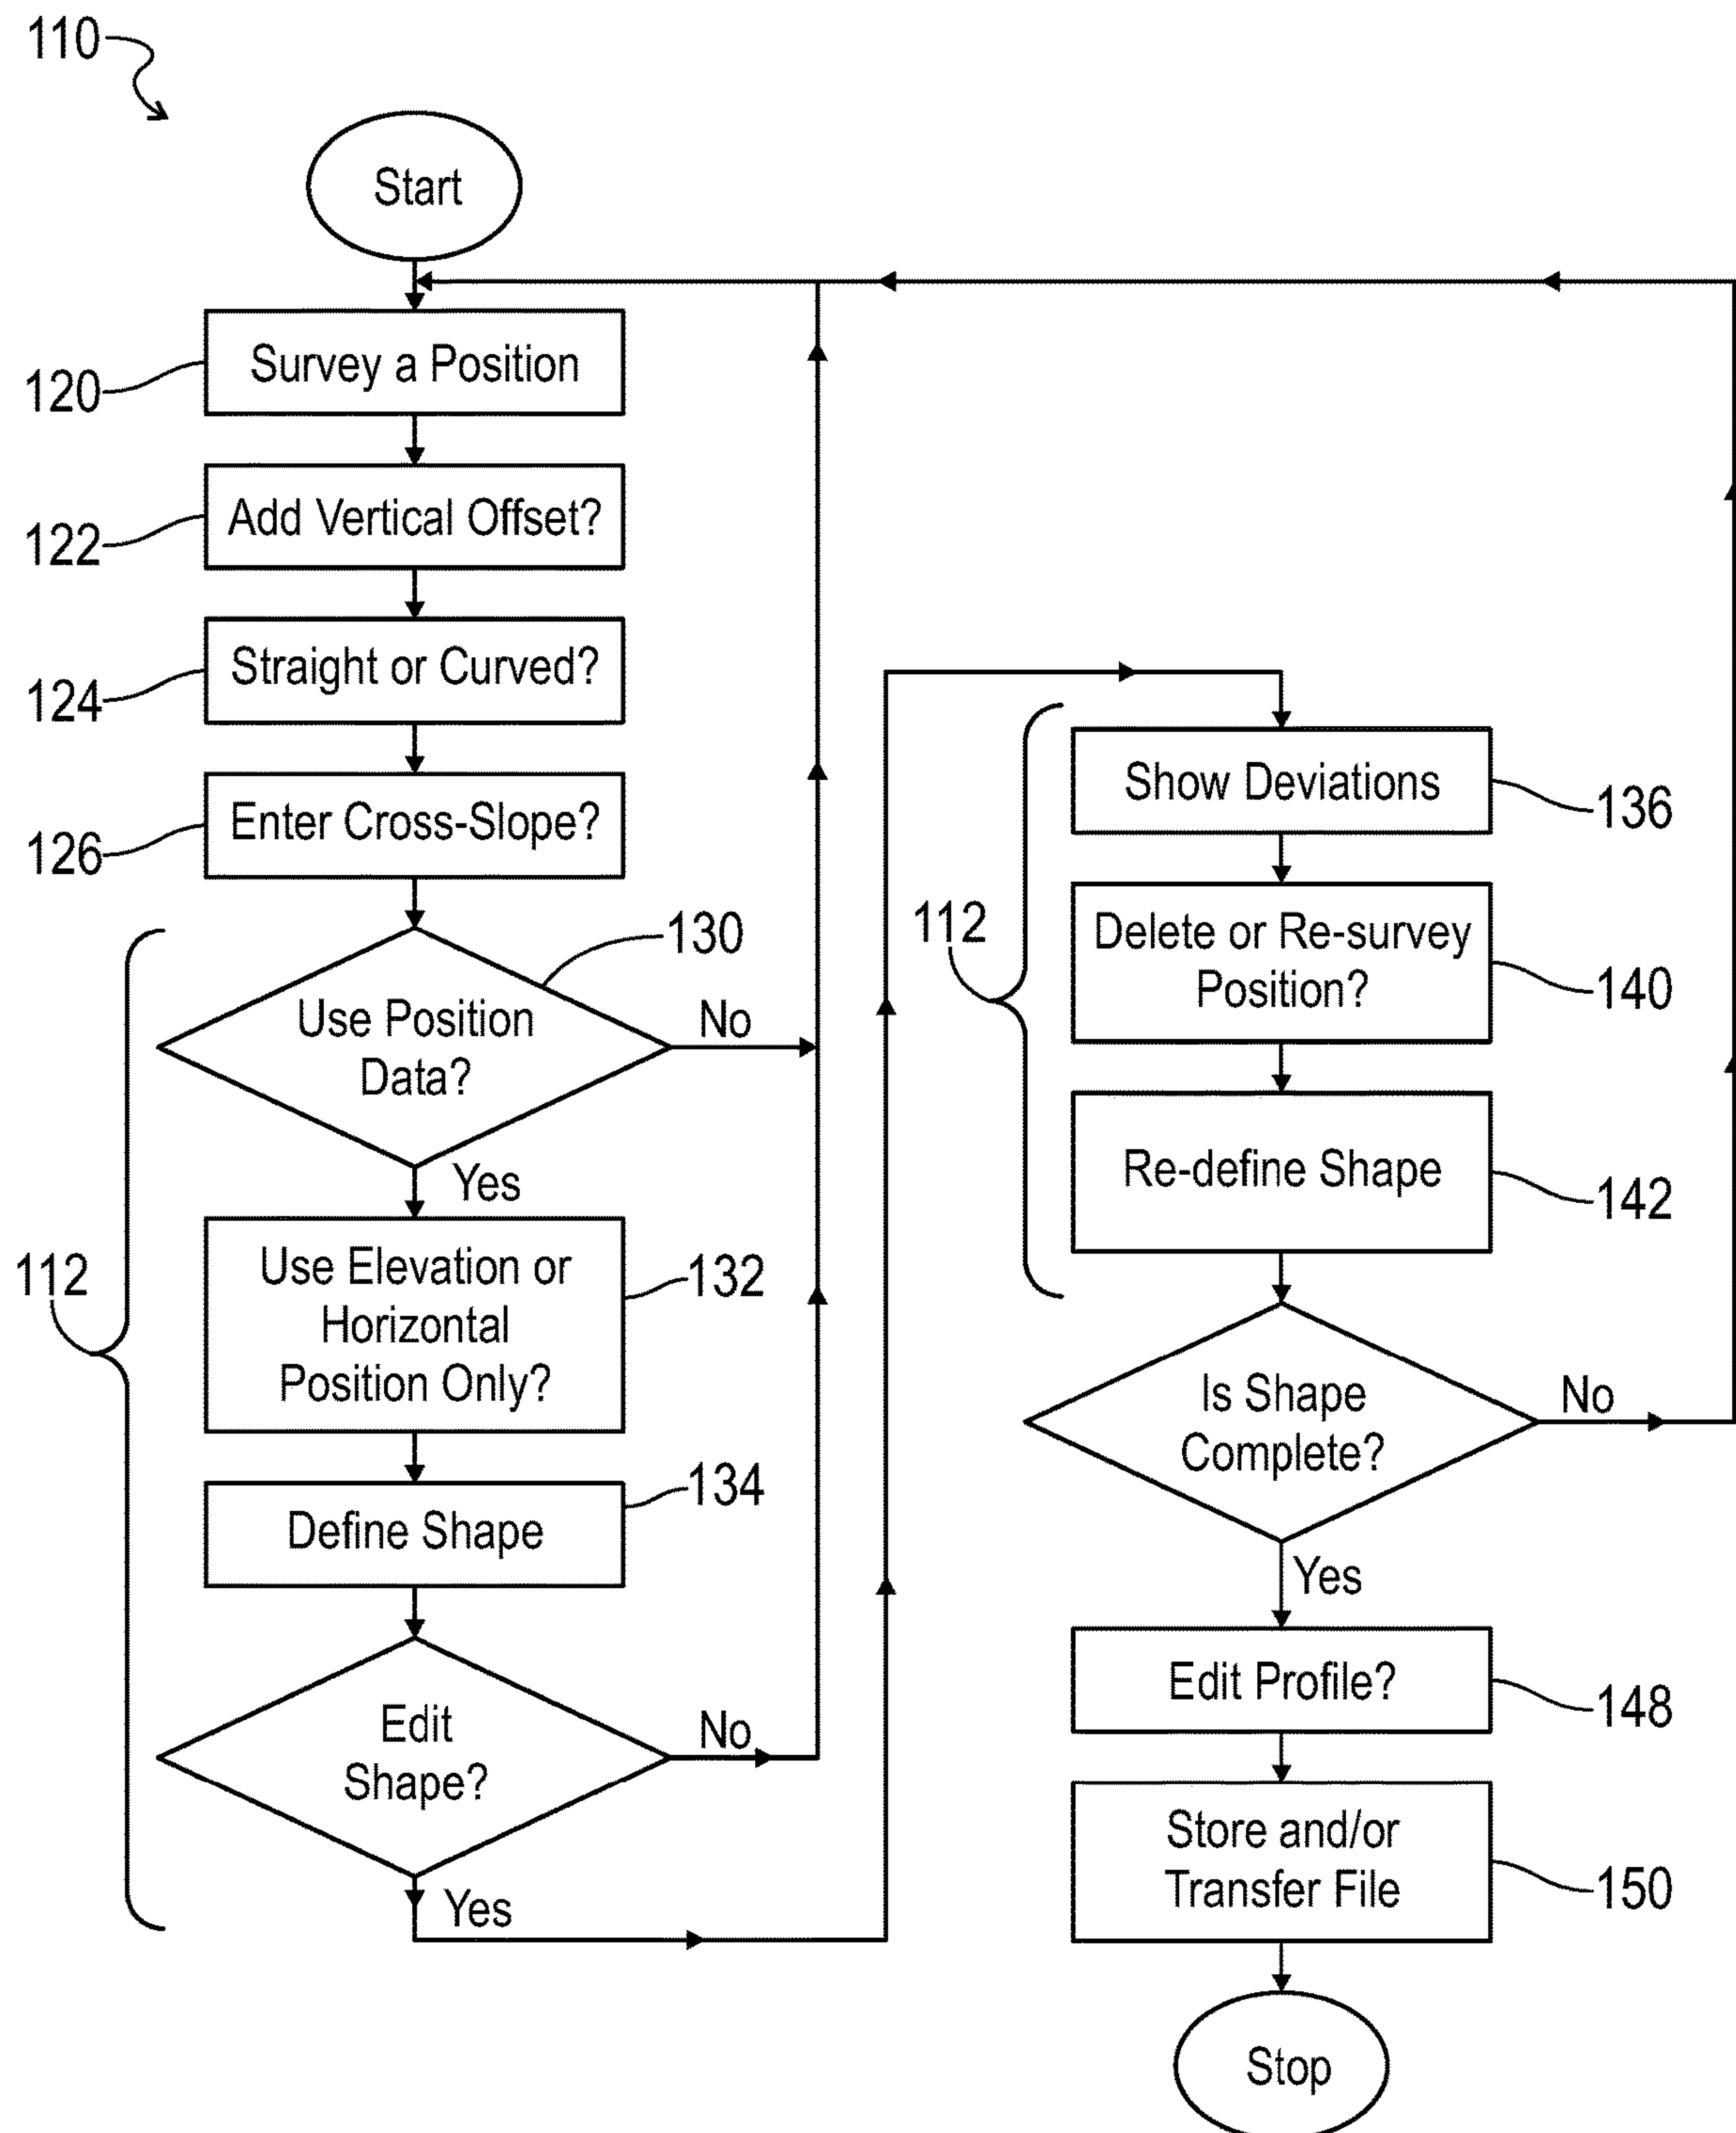 110
Start
Survey a Position
120
Add Vertical Offset?
122
Straight or Curved?
124
Enter Cross-Slope?
126
130
Use Position
Data?
No
Yes
112
Use Elevation or
Horizontal
Position Only?
132
Define Shape
134
Edit
Shape?
No
Yes
112
Show Deviations
136
Delete or Re-survey
Position?
140
Re-define Shape
142
Is Shape
Complete?
No
Yes
Edit Profile?
148
Store and/or
Transfer File
150
Stop